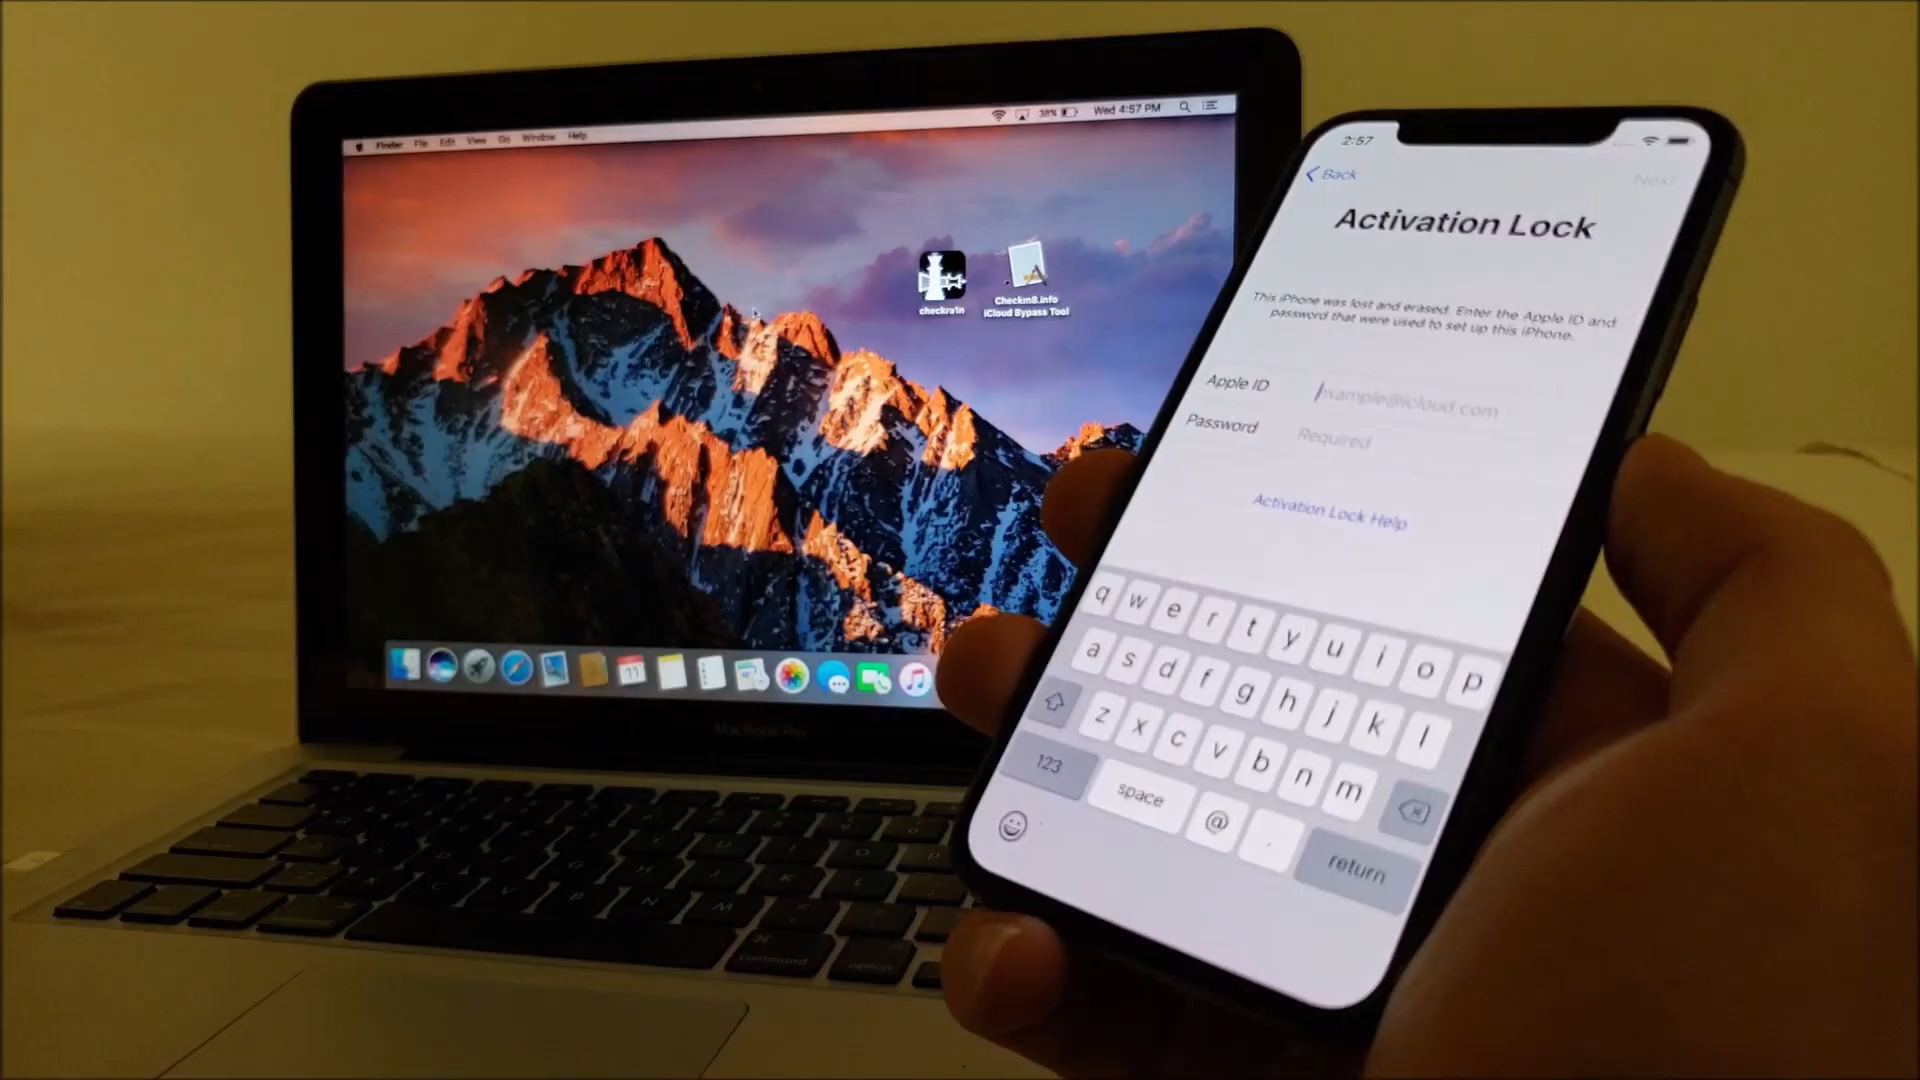 Finder File Edit View Go Window Help
38% Wed 4:57 PM
checkra1n
Checkm8.info
iCloud Bypass Tool
MacBook Pro
command
option
2:57
Back
Next
Activation Lock
This iPhone was lost and erased. Enter the Apple ID and
password that were used to set up this iPhone.
Apple ID example@icloud.com
Password Required
Activation Lock Help
q w e r t y u i o p
a s d f g h j k l
z x c v b n m
123 space @ . return